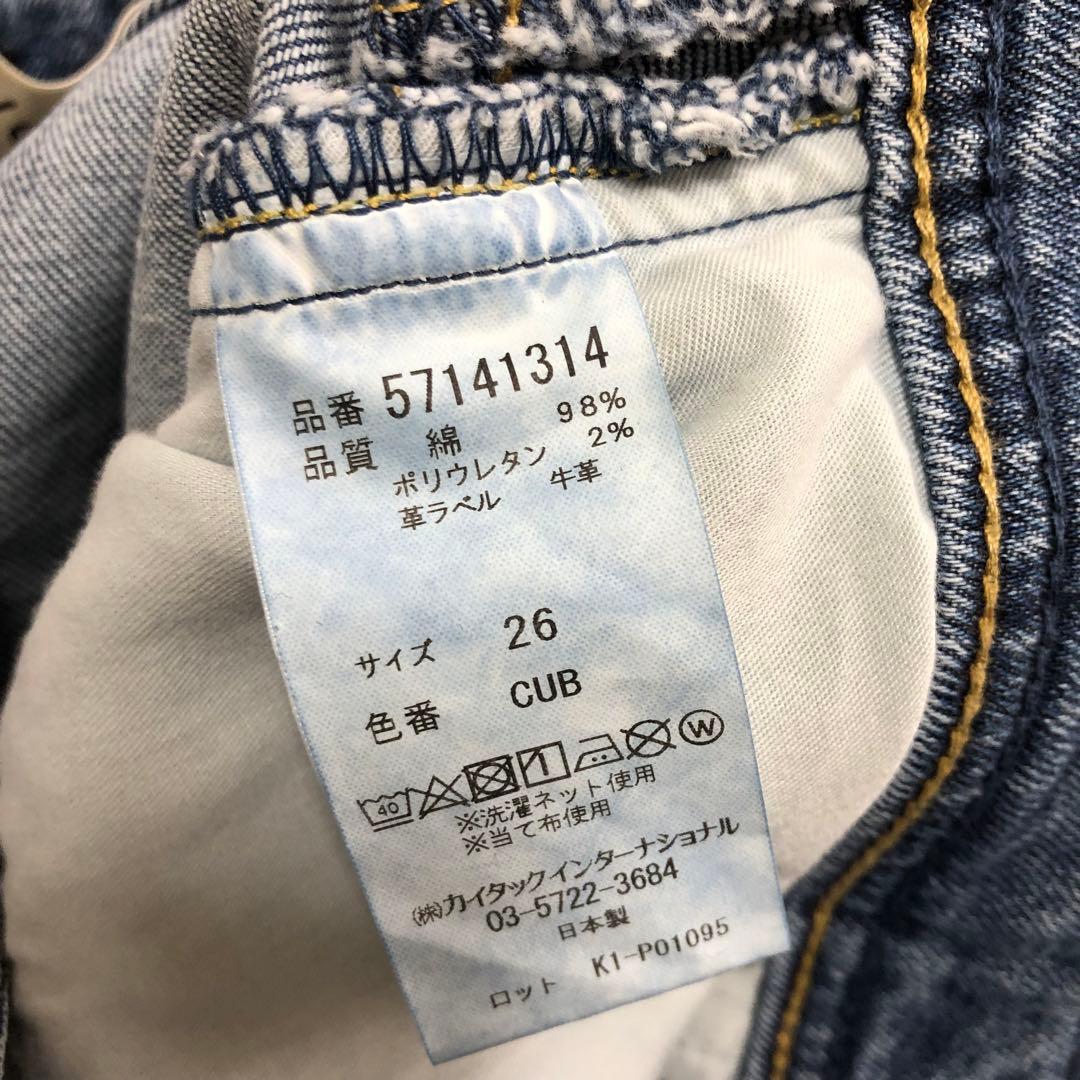 品番 57141314
品質 綿 98%
ポリウレタン 2%
革ラベル 牛革
サイズ 26
色番 CUB
40 W
※洗濯ネット使用
※当て布使用
(株)カイタックインターナショナル
03-5722-3684
日本製
ロット K1-P01095